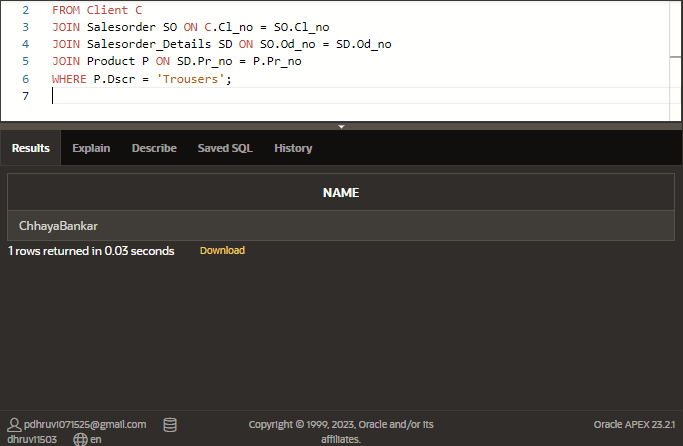 2 FROM Client C
3 JOIN Salesorder SO ON C.Cl_no = SO.Cl_no
4 JOIN Salesorder_Details SD ON SO.Od_no = SD.Od_no
5 JOIN Product P ON SD.Pr_no = P.Pr_no
6 WHERE P.Dscr = 'Trousers';
7
Results Explain Describe Saved SQL History
NAME
ChhayaBankar
1 rows returned in 0.03 seconds Download
pdhruv1071525@gmail.com Copyright © 1999, 2023, Oracle and/or its Oracle APEX 23.2.1
dhruv11503 en affiliates.